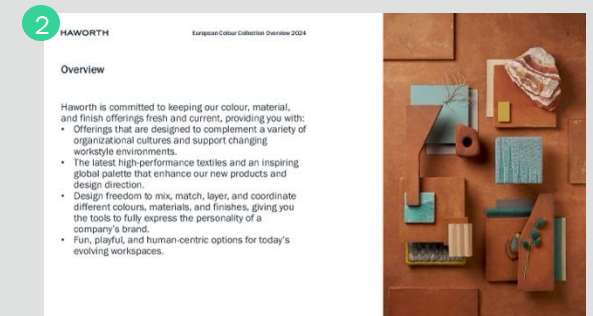 2
HAWORTH
European Colour Collection Overview 2024
Overview
Haworth is committed to keeping our colour, material,
and finish offerings fresh and current, providing you with:
• Offerings that are designed to complement a variety of
organizational cultures and support changing
workstyle environments.
• The latest high-performance textiles and an inspiring
global palette that enhance our new products and
design direction.
• Design freedom to mix, match, layer, and coordinate
different colours, materials, and finishes, giving you
the tools to fully express the personality of a
company's brand.
• Fun, playful, and human-centric options for today's
evolving workspaces.